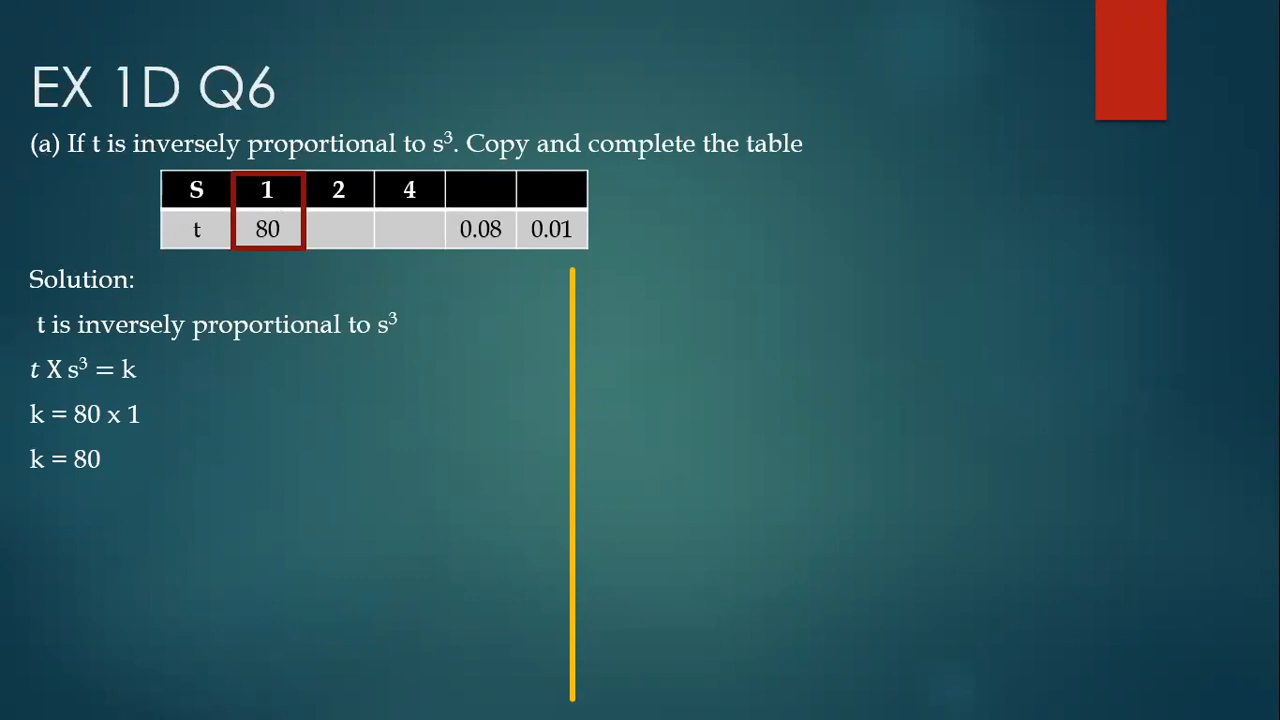 EX 1D Q6
(a) If t is inversely proportional to s³. Copy and complete the table
S 1 2 4
t 80 0.08 0.01
Solution:
t is inversely proportional to s³
t X s³ = k
k = 80 x 1
k = 80